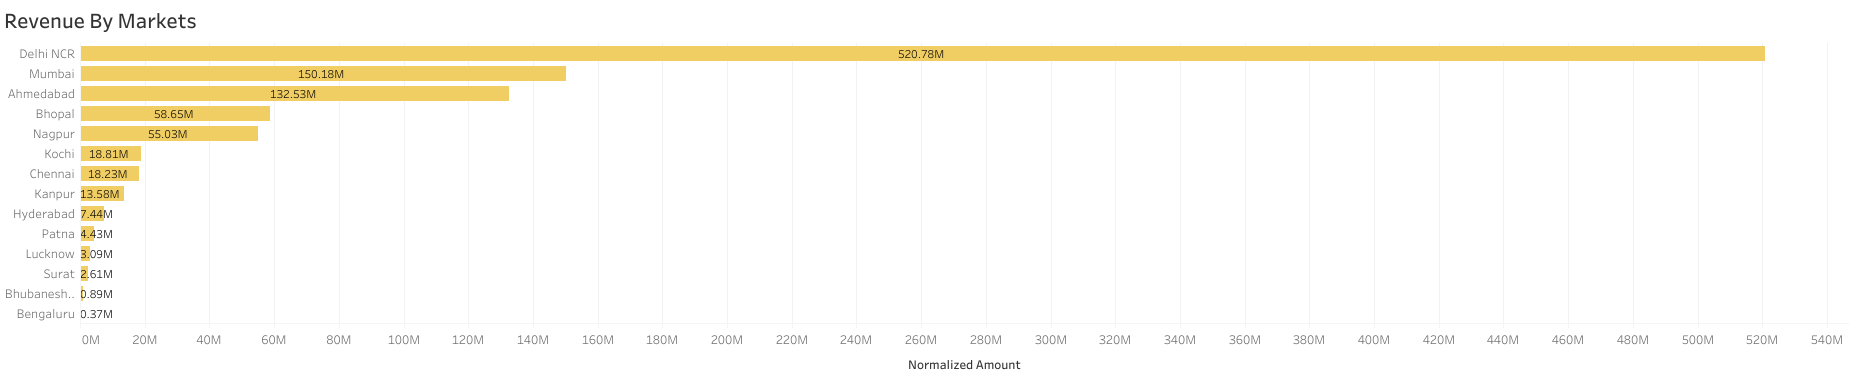 Revenue By Markets
Delhi NCR 520.78M
Mumbai 150.18M
Ahmedabad 132.53M
Bhopal 58.65M
Nagpur 55.03M
Kochi 18.81M
Chennai 18.23M
Kanpur 13.58M
Hyderabad 7.44M
Patna 4.43M
Lucknow 3.09M
Surat 2.61M
Bhubanesh.. 0.89M
Bengaluru 0.37M
0M 20M 40M 60M 80M 100M 120M 140M 160M 180M 200M 220M 240M 260M 280M 300M 320M 340M 360M 380M 400M 420M 440M 460M 480M 500M 520M 540M
Normalized Amount